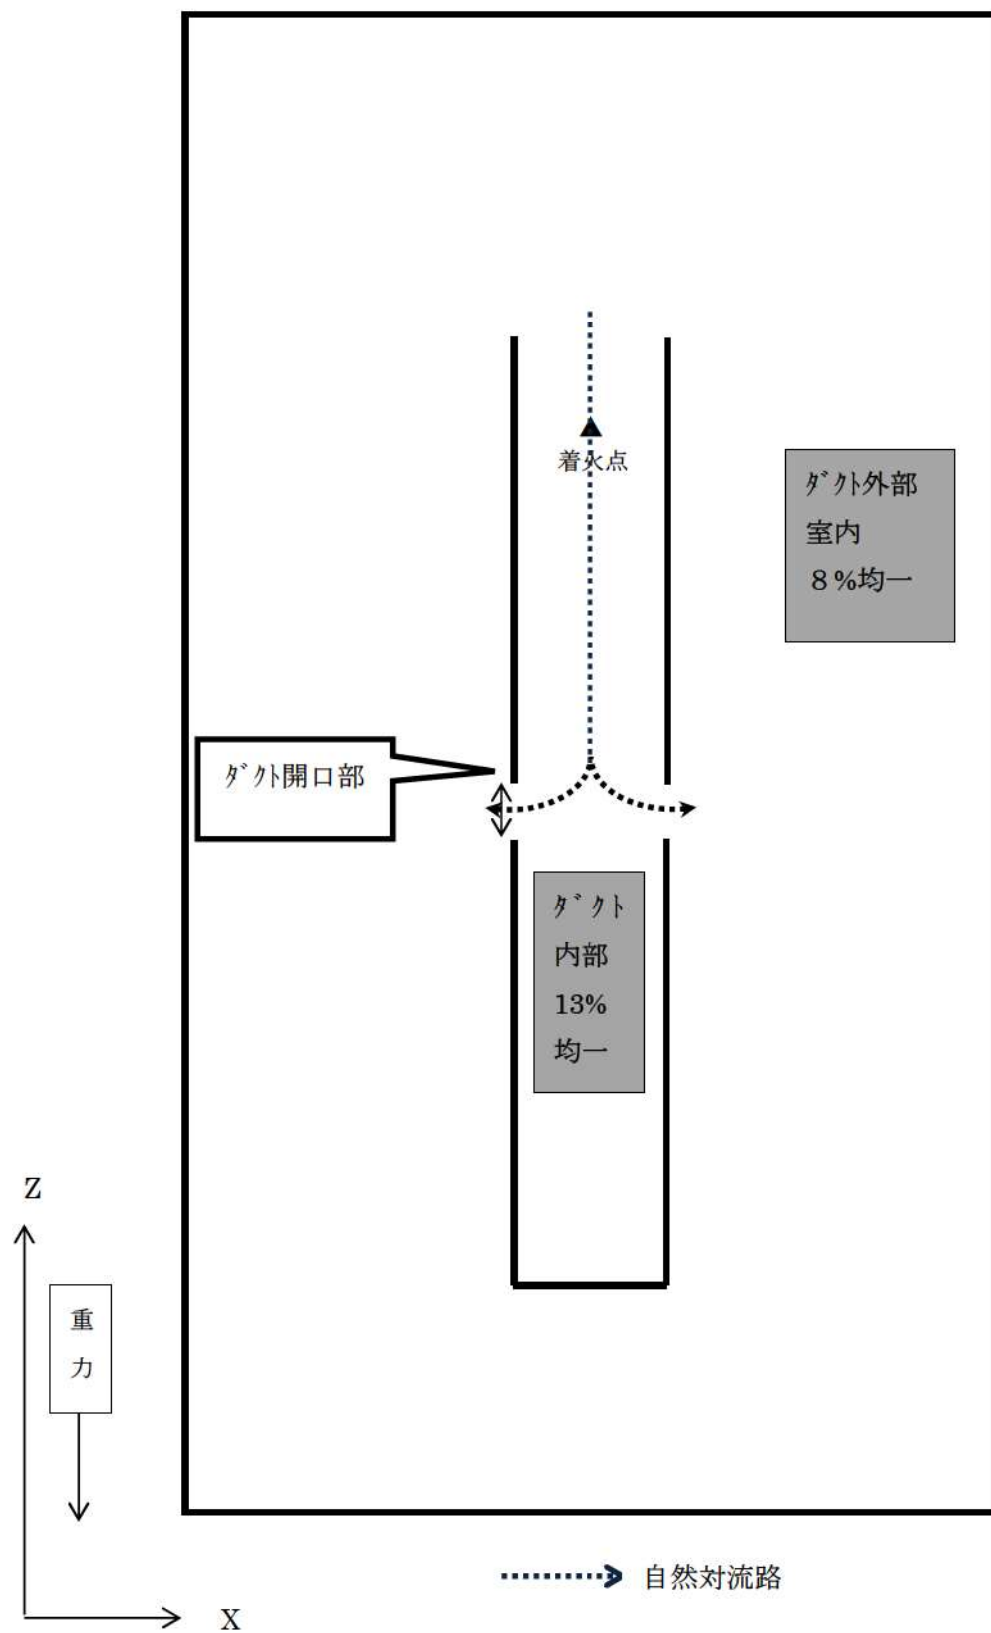 着火点
ダクト外部
室内
８%均一
ダクト開口部
ダクト
内部
13%
均一
Z
重
力
X
自然対流路